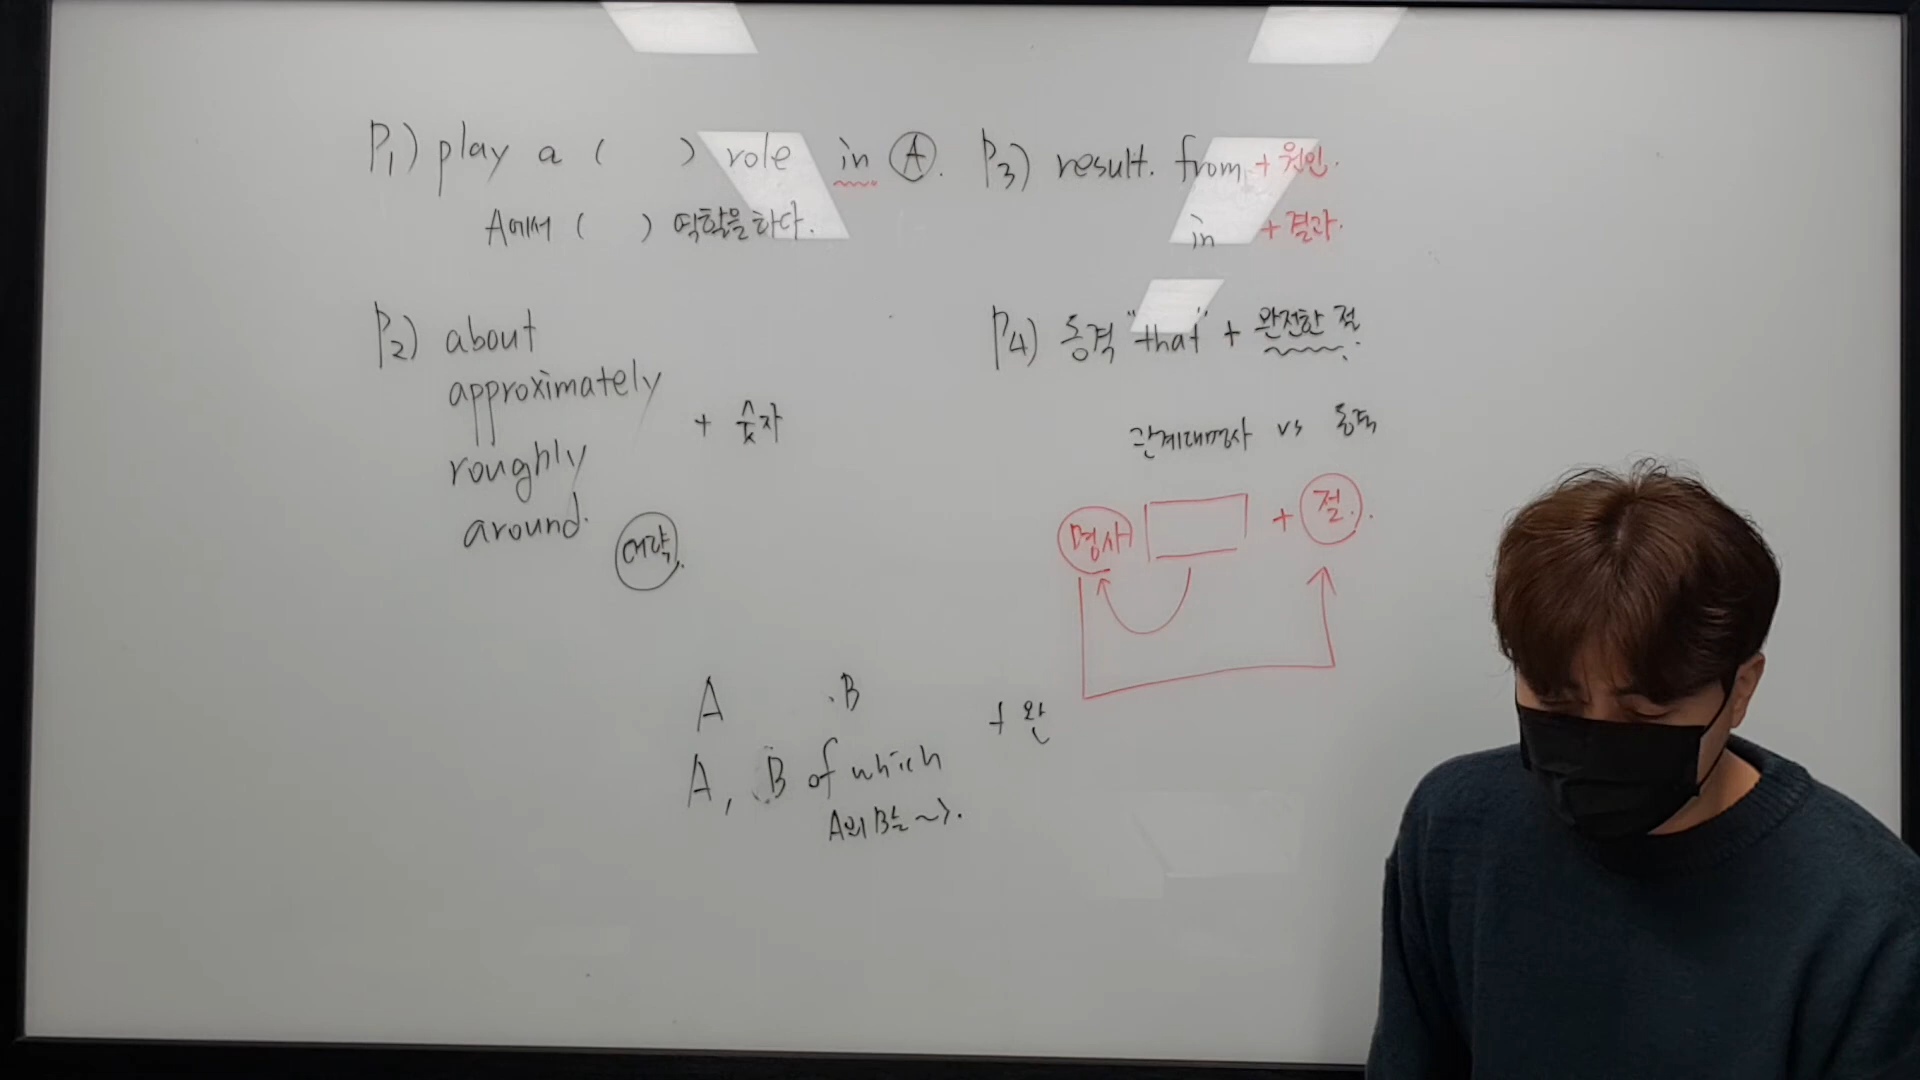 P1) play a (      ) role in A.
A에서 (      ) 역할을 하다.
P2) about
approximately
roughly
around.
+ 숫자
대략.
P3) result. from + 원인.
in + 결과.
P4) 동격 "that" + 완전한 절.
관계대명사 vs 동격
명사 + 절.
A    B
A, B of which + 완
A의 B는 ~>.